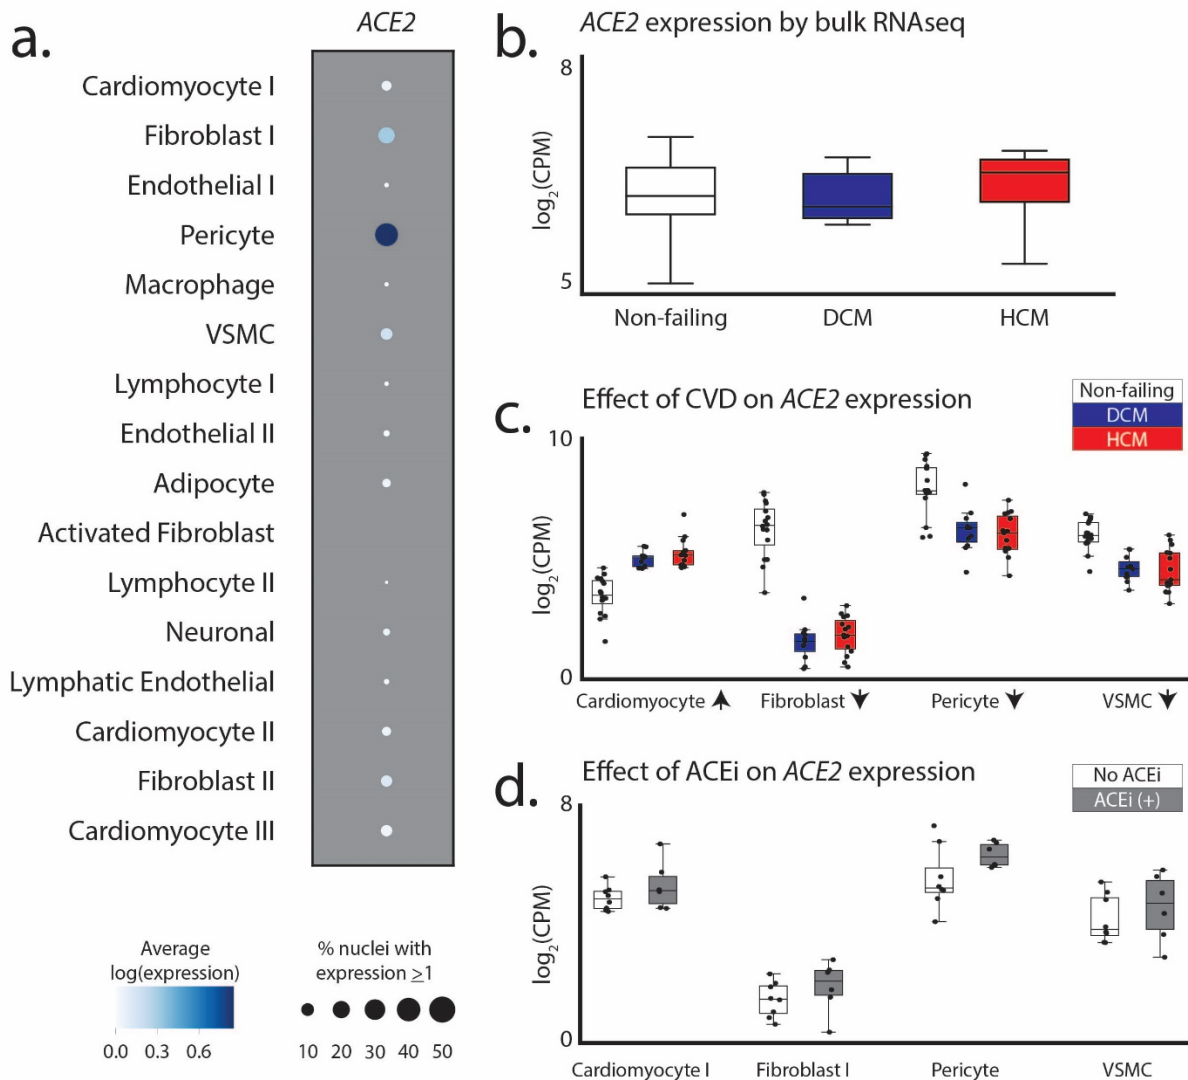 a.
ACE2
Cardiomyocyte I
Fibroblast I
Endothelial I
Pericyte
Macrophage
VSMC
Lymphocyte I
Endothelial II
Adipocyte
Activated Fibroblast
Lymphocyte II
Neuronal
Lymphatic Endothelial
Cardiomyocyte II
Fibroblast II
Cardiomyocyte III
Average
log(expression)
0.0 0.3 0.6
% nuclei with
expression ≥1
10 20 30 40 50
b.
ACE2 expression by bulk RNAseq
8
log2(CPM)
5
Non-failing DCM HCM
c.
Effect of CVD on ACE2 expression
Non-failing
DCM
HCM
10
log2(CPM)
0
Cardiomyocyte Fibroblast Pericyte VSMC
d.
Effect of ACEi on ACE2 expression
No ACEi
ACEi (+)
8
log2(CPM)
0
Cardiomyocyte I Fibroblast I Pericyte VSMC